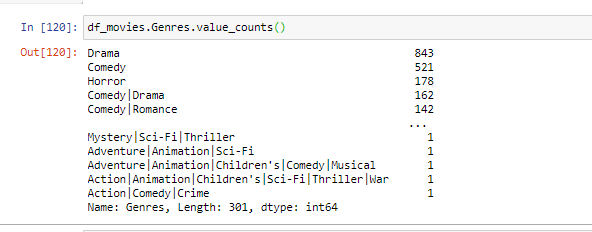 In [120]: df_movies.Genres.value_counts()
Out[120]: Drama 843
Comedy 521
Horror 178
Comedy|Drama 162
Comedy|Romance 142
...
Mystery|Sci-Fi|Thriller 1
Adventure|Animation|Sci-Fi 1
Adventure|Animation|Children's|Comedy|Musical 1
Action|Animation|Children's|Sci-Fi|Thriller|War 1
Action|Comedy|Crime 1
Name: Genres, Length: 301, dtype: int64